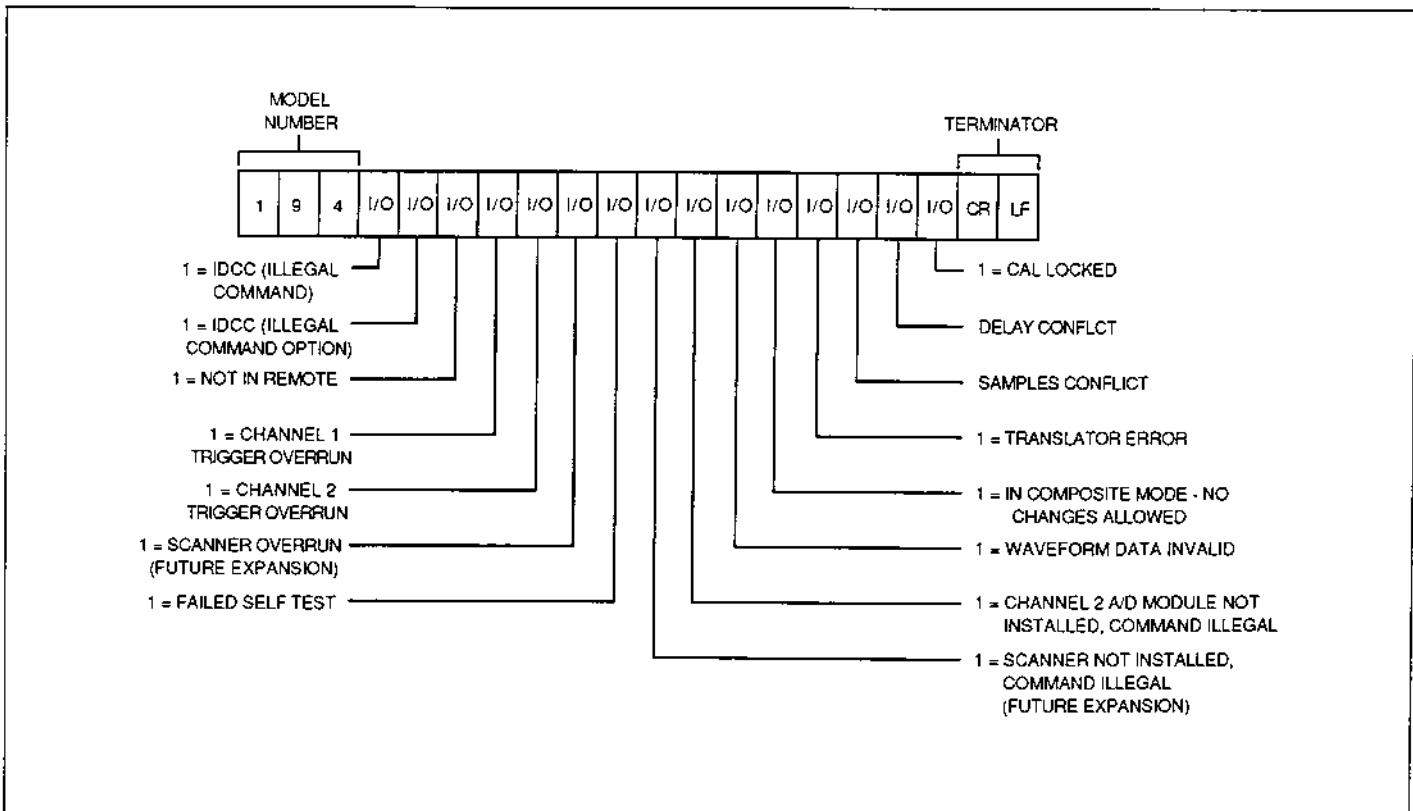 MODEL
NUMBER
TERMINATOR
1 9 4 I/O I/O I/O I/O I/O I/O I/O I/O I/O I/O I/O I/O I/O I/O I/O CR LF
1 = IDCC (ILLEGAL
COMMAND)
1 = IDCC (ILLEGAL
COMMAND OPTION)
1 = NOT IN REMOTE
1 = CHANNEL 1
TRIGGER OVERRUN
1 = CHANNEL 2
TRIGGER OVERRUN
1 = SCANNER OVERRUN
(FUTURE EXPANSION)
1 = FAILED SELF TEST
1 = CAL LOCKED
DELAY CONFLCT
SAMPLES CONFLICT
1 = TRANSLATOR ERROR
1 = IN COMPOSITE MODE - NO
CHANGES ALLOWED
1 = WAVEFORM DATA INVALID
1 = CHANNEL 2 A/D MODULE NOT
INSTALLED, COMMAND ILLEGAL
1 = SCANNER NOT INSTALLED,
COMMAND ILLEGAL
(FUTURE EXPANSION)